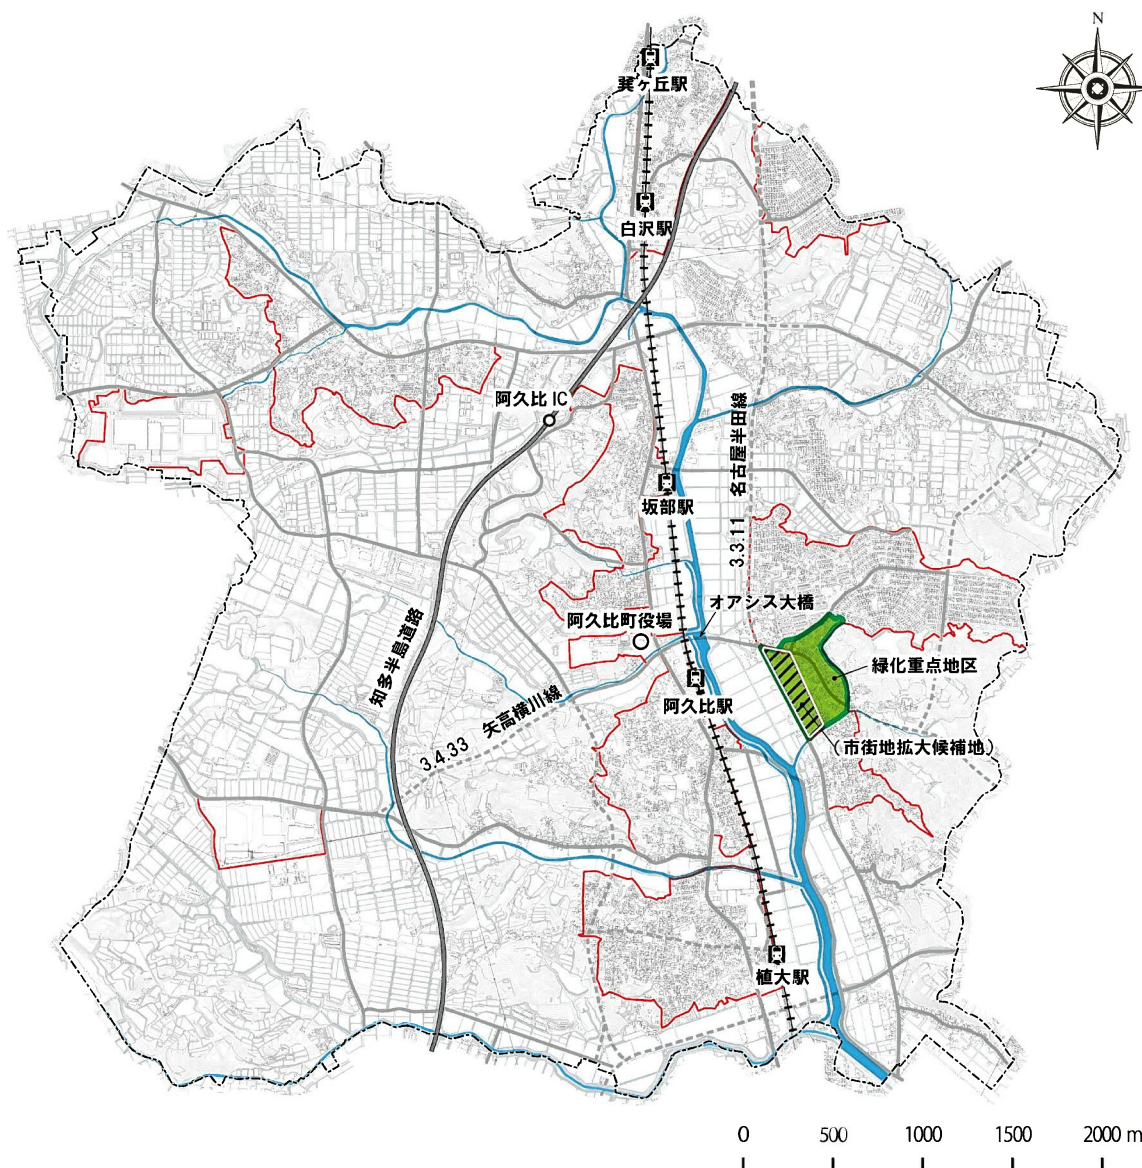 N
巽ヶ丘駅
白沢駅
阿久比 IC
3.3.11 名古屋半田線
坂部駅
オアシス大橋
阿久比町役場
知多半島道路
緑化重点地区
阿久比駅
3.4.33 矢高横川線
（市街地拡大候補地）
植大駅
0 500 1000 1500 2000 m